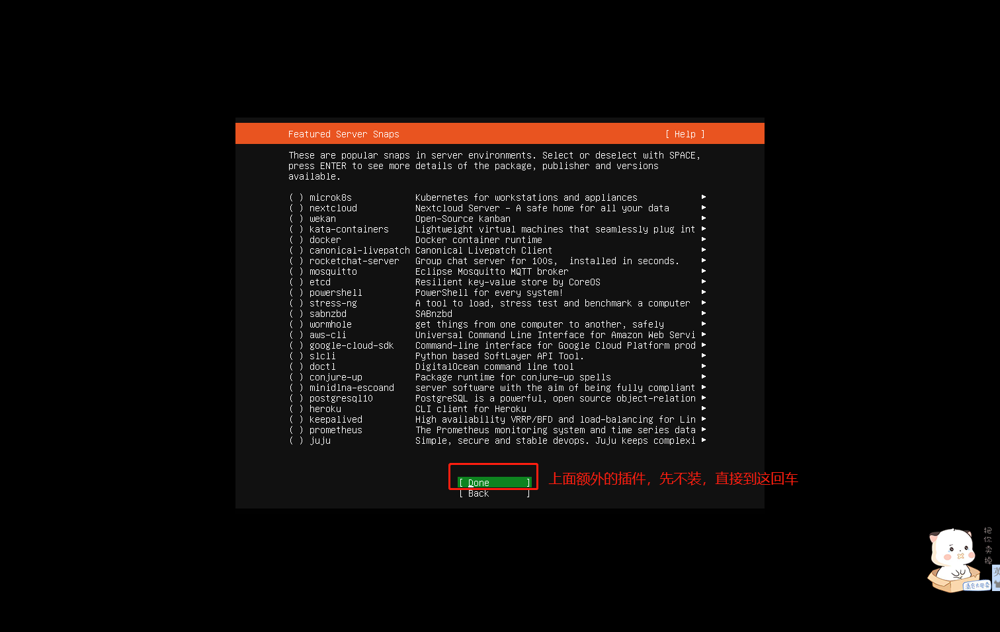 Featured Server Snaps [ Help ]
These are popular snaps in server environments. Select or deselect with SPACE,
press ENTER to see more details of the package, publisher and versions
available.
( ) microk8s Kubernetes for workstations and appliances ►
( ) nextcloud Nextcloud Server - A safe home for all your data ►
( ) wekan Open-Source kanban ►
( ) kata-containers Lightweight virtual machines that seamlessly plug int ►
( ) docker Docker container runtime ►
( ) canonical-livepatch Canonical Livepatch Client ►
( ) rocketchat-server Group chat server for 100s,  installed in seconds. ►
( ) mosquitto Eclipse Mosquitto MQTT broker ►
( ) etcd Resilient key-value store by CoreOS ►
( ) powershell PowerShell for every system! ►
( ) stress-ng A tool to load, stress test and benchmark a computer ►
( ) sabnzbd SABnzbd ►
( ) wormhole get things from one computer to another, safely ►
( ) aws-cli Universal Command Line Interface for Amazon Web Servi ►
( ) google-cloud-sdk Command-line interface for Google Cloud Platform prod ►
( ) slcli Python based SoftLayer API Tool. ►
( ) doctl DigitalOcean command line tool ►
( ) conjure-up Package runtime for conjure-up spells ►
( ) minidlna-escoand server software with the aim of being fully compliant ►
( ) postgresql10 PostgreSQL is a powerful, open source object-relation ►
( ) heroku CLI client for Heroku ►
( ) keepalived High availability VRRP/BFD and load-balancing for Lin ►
( ) prometheus The Prometheus monitoring system and time series data ►
( ) juju Simple, secure and stable devops. Juju keeps complexi ►
[ Done ] 上面额外的插件，先不装，直接到这回车
[ Back ]
把你卖掉
英